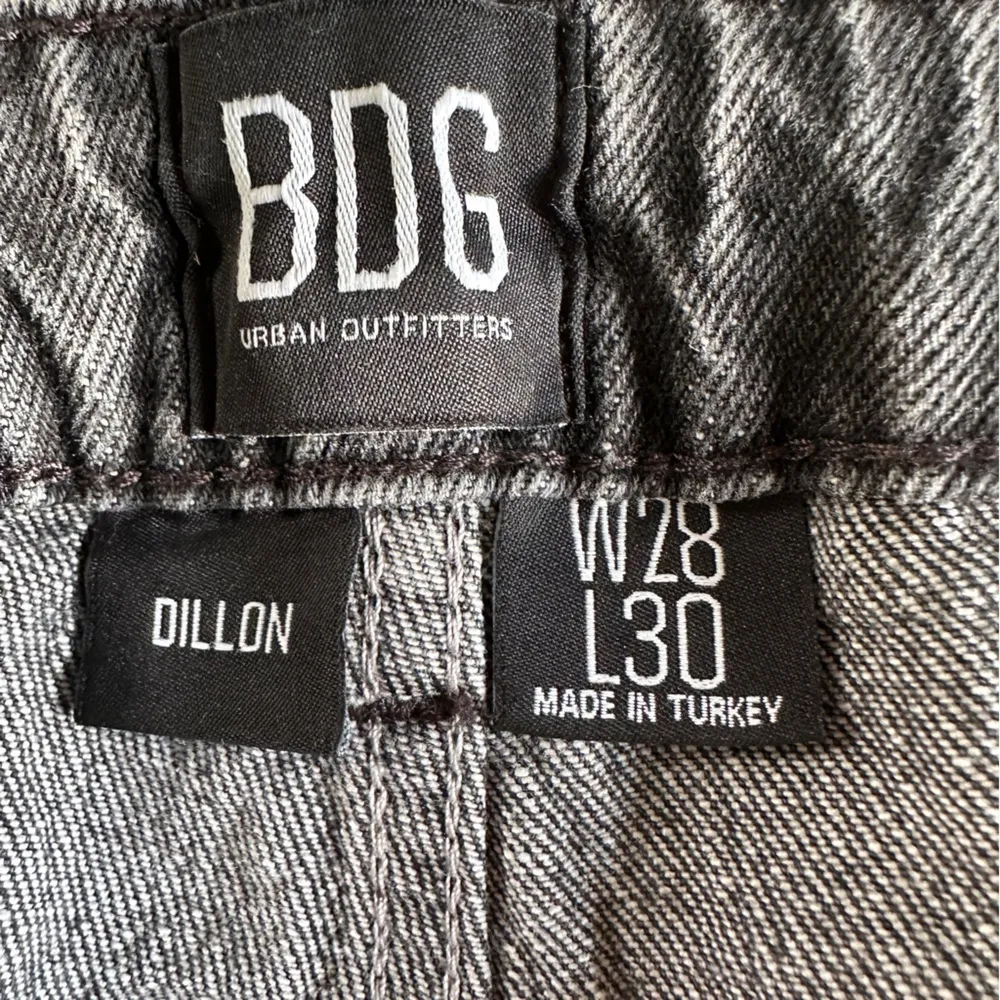 BDG
URBAN OUTFITTERS
DILLON
W28
L30
MADE IN TURKEY